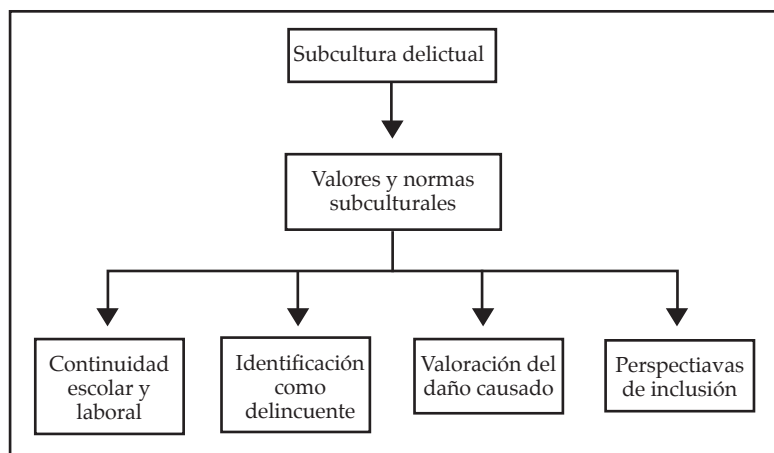 Subcultura delictual
Valores y normas
subculturales
Continuidad
escolar y
laboral
Identificación
como
delincuente
Valoración del
daño causado
Perspectiavas
de inclusión